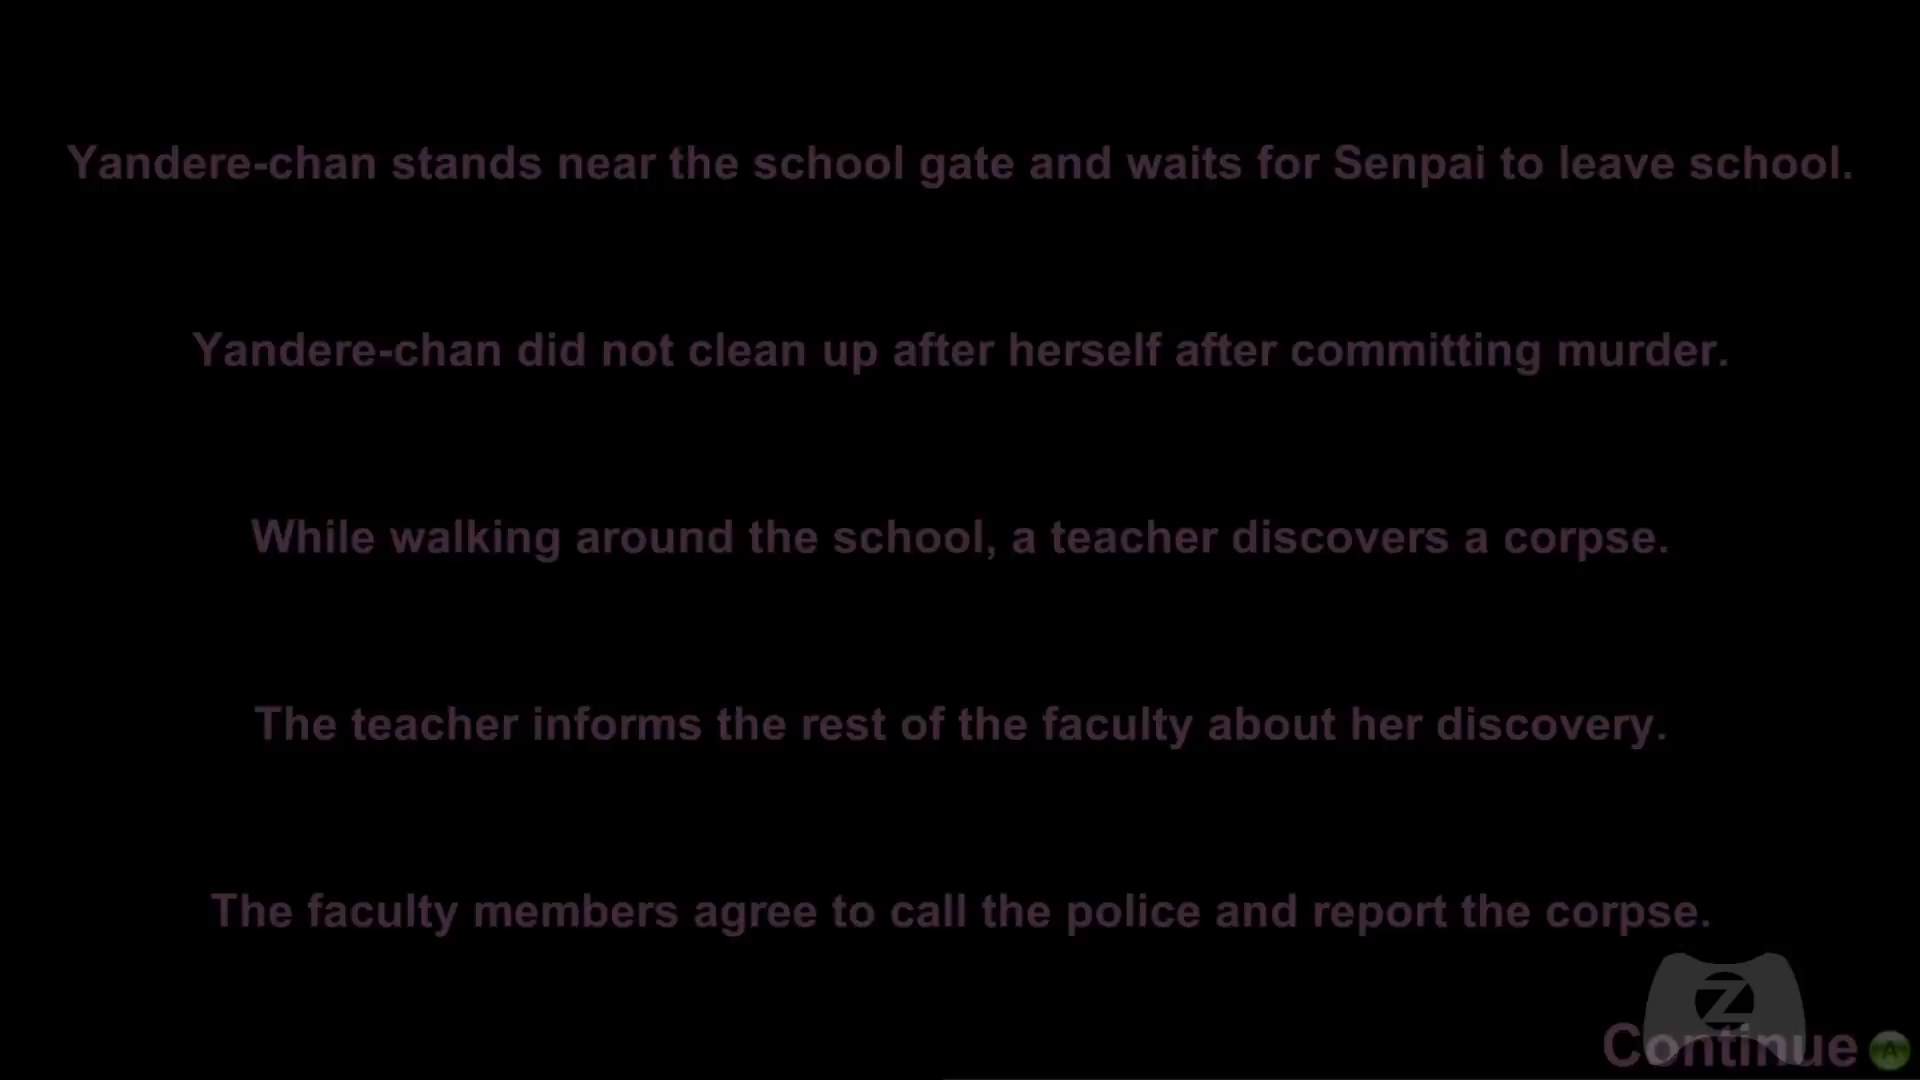 Yandere-chan stands near the school gate and waits for Senpai to leave school.
Yandere-chan did not clean up after herself after committing murder.
While walking around the school, a teacher discovers a corpse.
The teacher informs the rest of the faculty about her discovery.
The faculty members agree to call the police and report the corpse.
Z
Continue A